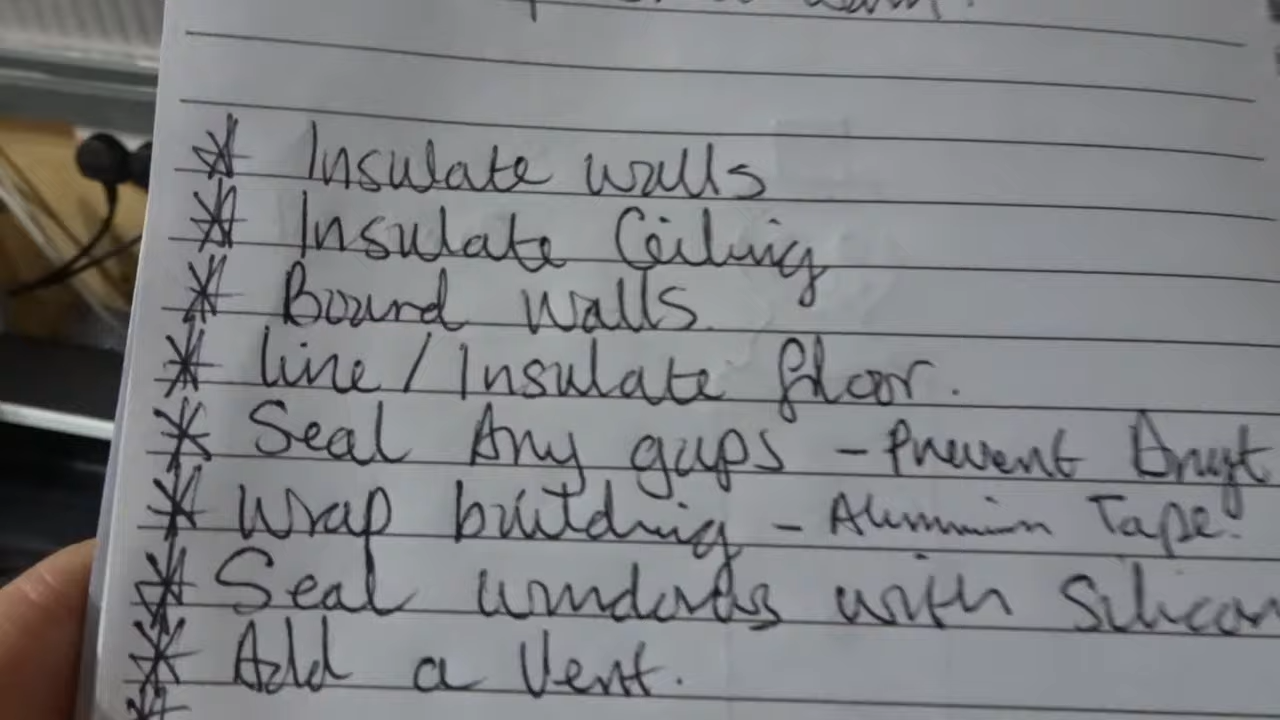 * Insulate walls
* Insulate Ceiling
* Board walls
* line / Insulate floor.
* Seal Any gaps - Prevent
* Wrap building - Aluminium Tape.
* Seal windows with Silicon
* Add a Vent.
*